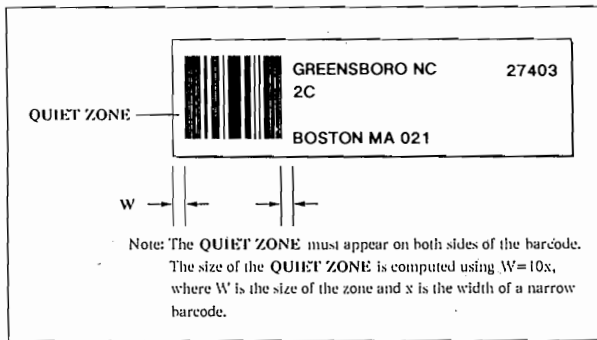 GREENSBORO NC 27403
2C
QUIET ZONE
BOSTON MA 021
W
Note: The QUIET ZONE must appear on both sides of the barcode.
The size of the QUIET ZONE is computed using W=10x,
where W is the size of the zone and x is the width of a narrow
barcode.